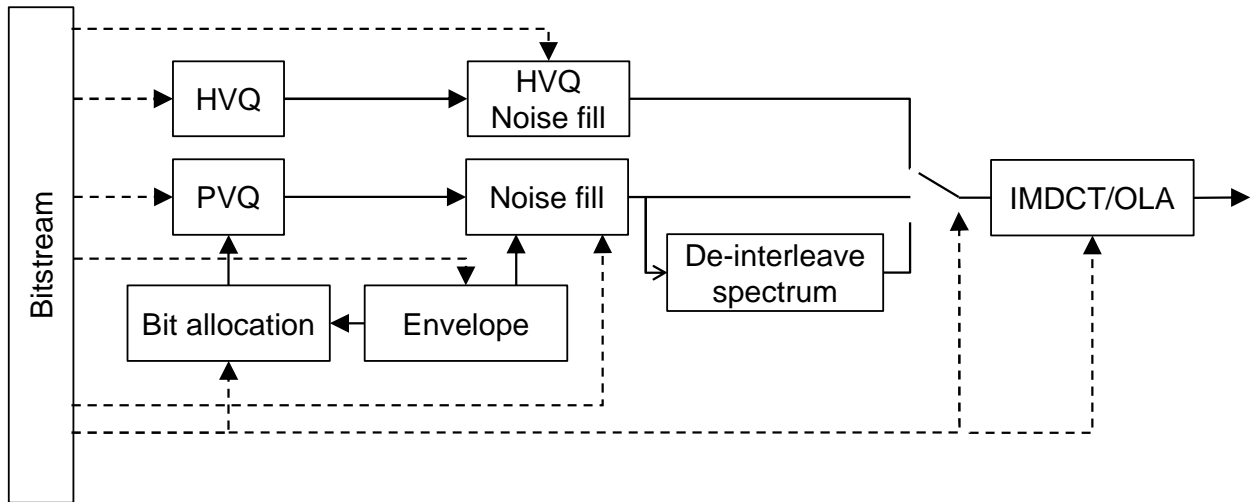 Bitstream
HVQ
HVQ
Noise fill
PVQ
Noise fill
IMDCT/OLA
De-interleave
spectrum
Bit allocation
Envelope